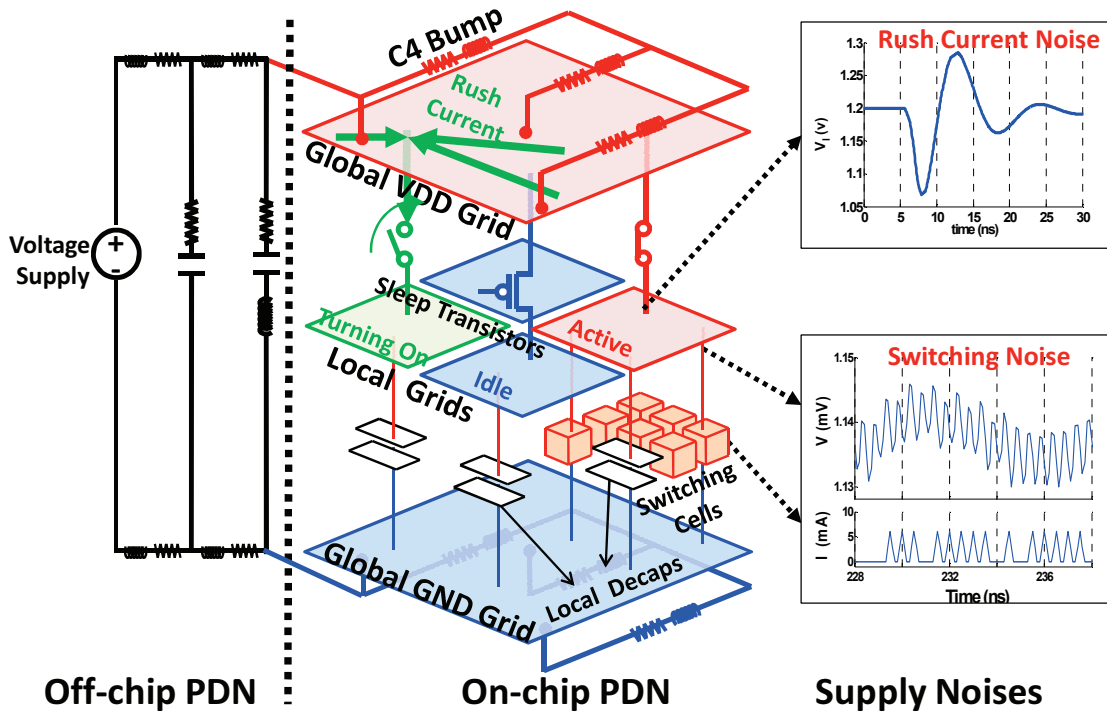 Voltage
Supply
+
-
Off-chip PDN
C4 Bump
Rush
Current
Global VDD Grid
Sleep Transistors
Turning On
Local Grids
Idle
Active
Switching
Cells
Global GND Grid
Local Decaps
On-chip PDN
Rush Current Noise
1.3
1.25
1.2
1.15
1.1
1.05
V_I (v)
0
5
10
15
20
25
30
time (ns)
Switching Noise
1.15
1.14
1.13
V (mV)
10
5
0
I (mA)
228
232
236
Time (ns)
Supply Noises